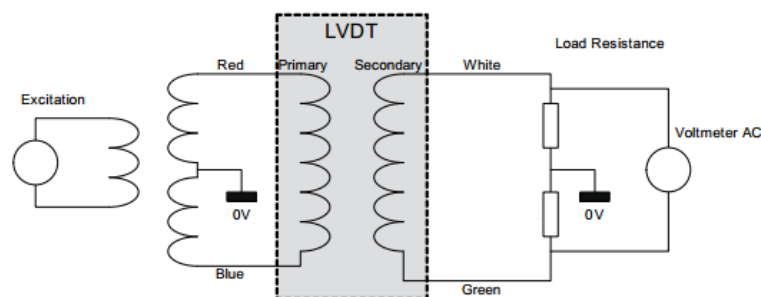 LVDT
Red
Primary
Secondary
White
Load Resistance
Excitation
Voltmeter AC
0V
0V
Blue
Green